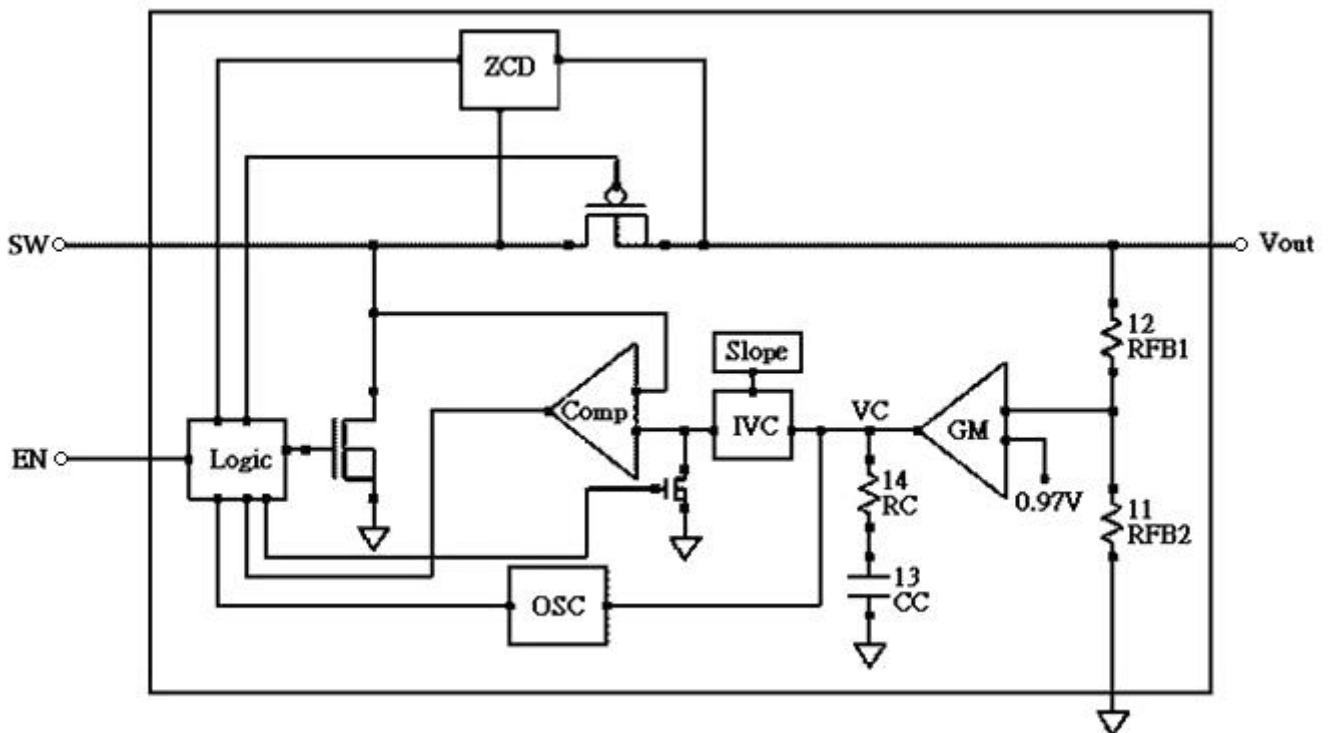 ZCD
SW
Vout
12
RFB1
Slope
Comp
IVC
VC
GM
EN
Logic
14
RC
0.97V
11
RFB2
13
CC
OSC